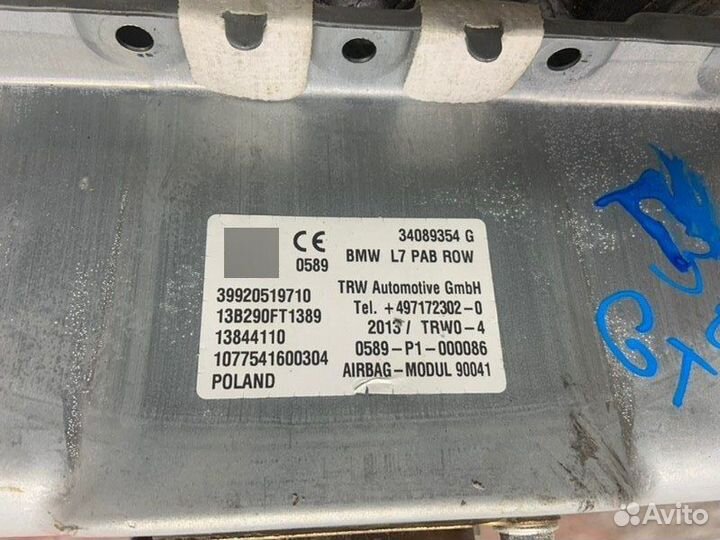 CE
0589
39920519710
13B290FT1389
13844110
1077541600304
POLAND
34089354 G
BMW L7 PAB ROW
TRW Automotive GmbH
Tel. +497172302-0
2013/ TRWO-4
0589-P1-000086
AIRBAG-MODUL 90041
Avito